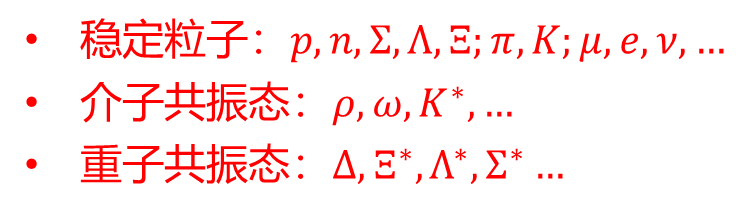 • 稳定粒子：p, n, Σ, Λ, Ξ; π, K; μ, e, ν, …
• 介子共振态：ρ, ω, K*, …
• 重子共振态：Δ, Ξ*, Λ*, Σ* …